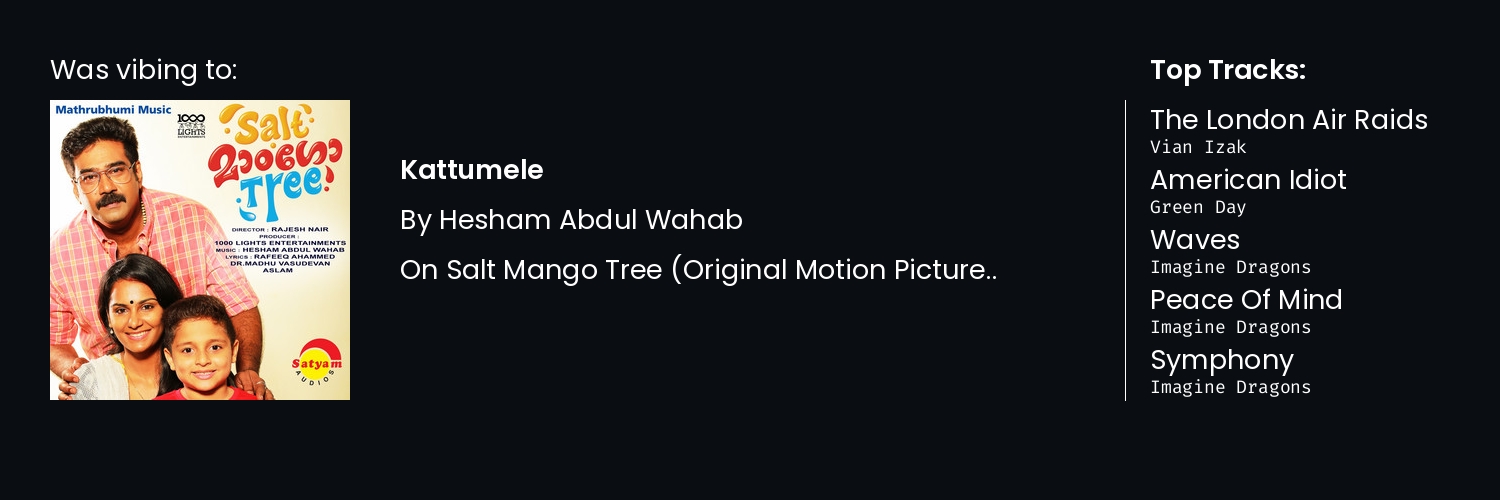 Was vibing to:
Mathrubhumi Music
1000
LIGHTS
ENTERTAINMENTS
Salt
മാംഗോ
Tree
DIRECTOR : RAJESH NAIR
PRODUCER :
1000 LIGHTS ENTERTAINMENTS
MUSIC : HESHAM ABDUL WAHAB
LYRICS : RAFEEQ AHAMMED
DR.MADHU VASUDEVAN
ASLAM
Satyam
AUDIOS
Kattumele
By Hesham Abdul Wahab
On Salt Mango Tree (Original Motion Picture..
Top Tracks:
The London Air Raids
Vian Izak
American Idiot
Green Day
Waves
Imagine Dragons
Peace Of Mind
Imagine Dragons
Symphony
Imagine Dragons